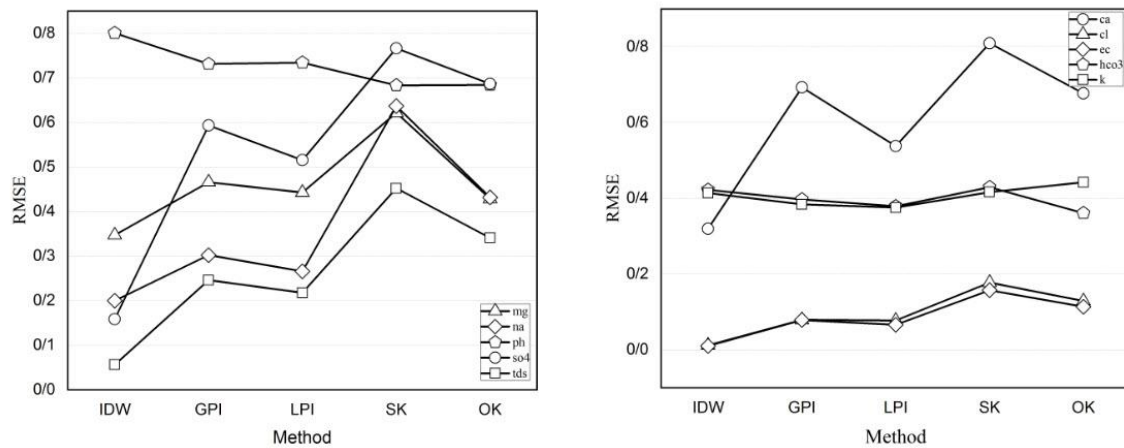 0/8
0/7
0/6
0/5
0/4
0/3
0/2
0/1
0/0
RMSE
IDW GPI LPI SK OK
Method
mg
na
ph
so4
tds
0/8
0/6
0/4
0/2
0/0
RMSE
IDW GPI LPI SK OK
Method
ca
cl
ec
hco3
k